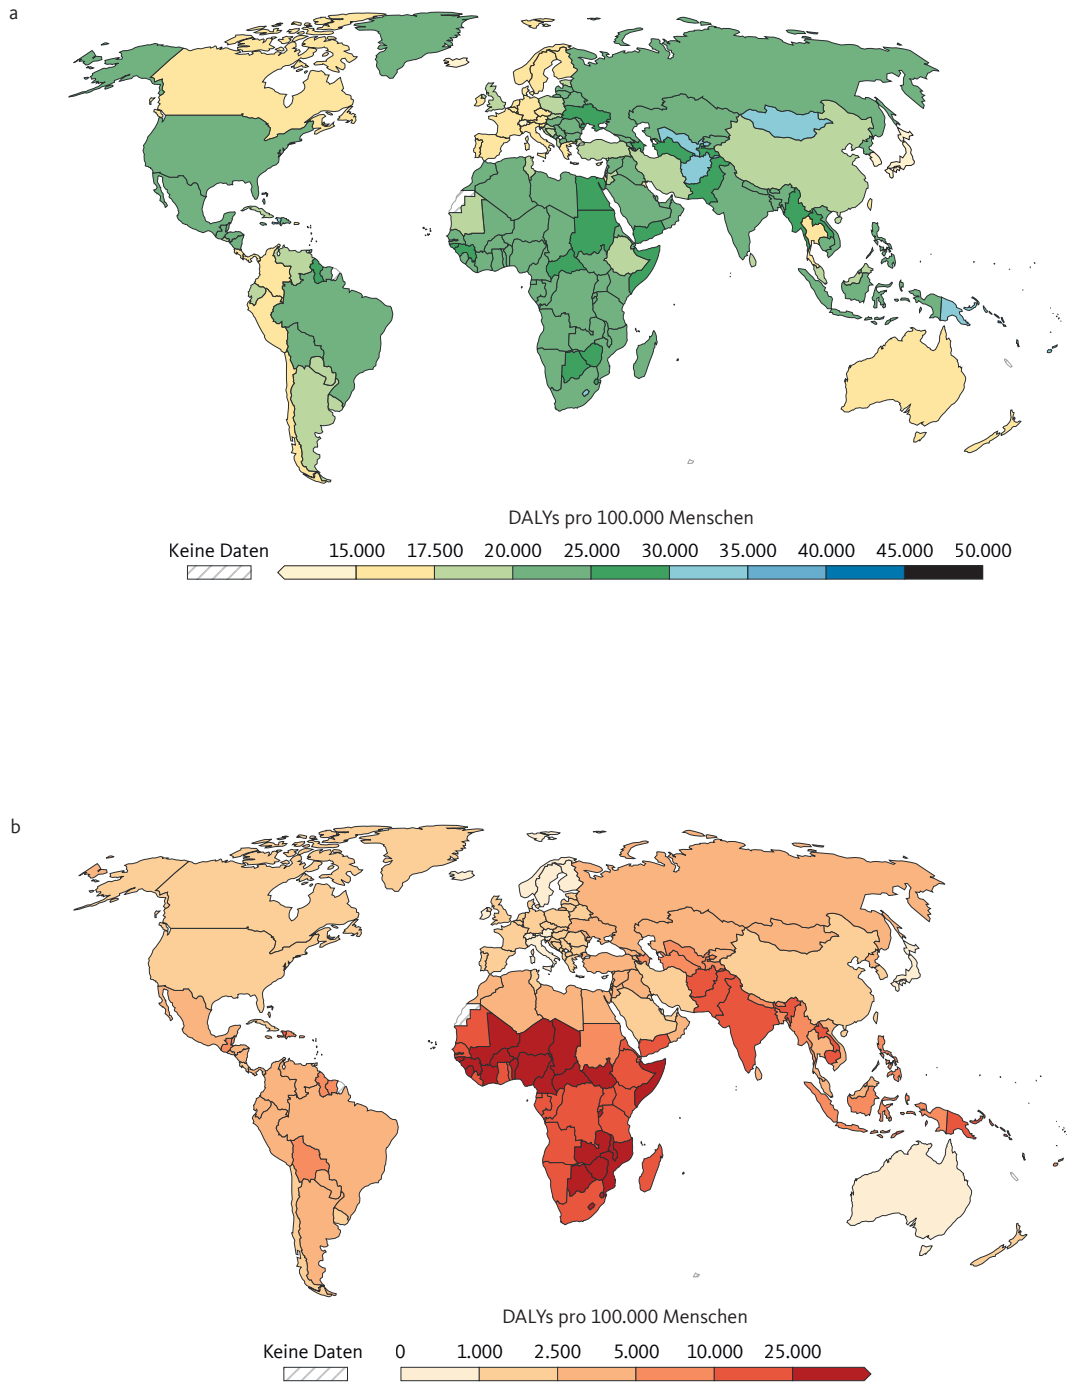 a
DALYs pro 100.000 Menschen
Keine Daten 15.000 17.500 20.000 25.000 30.000 35.000 40.000 45.000 50.000
b
DALYs pro 100.000 Menschen
Keine Daten 0 1.000 2.500 5.000 10.000 25.000